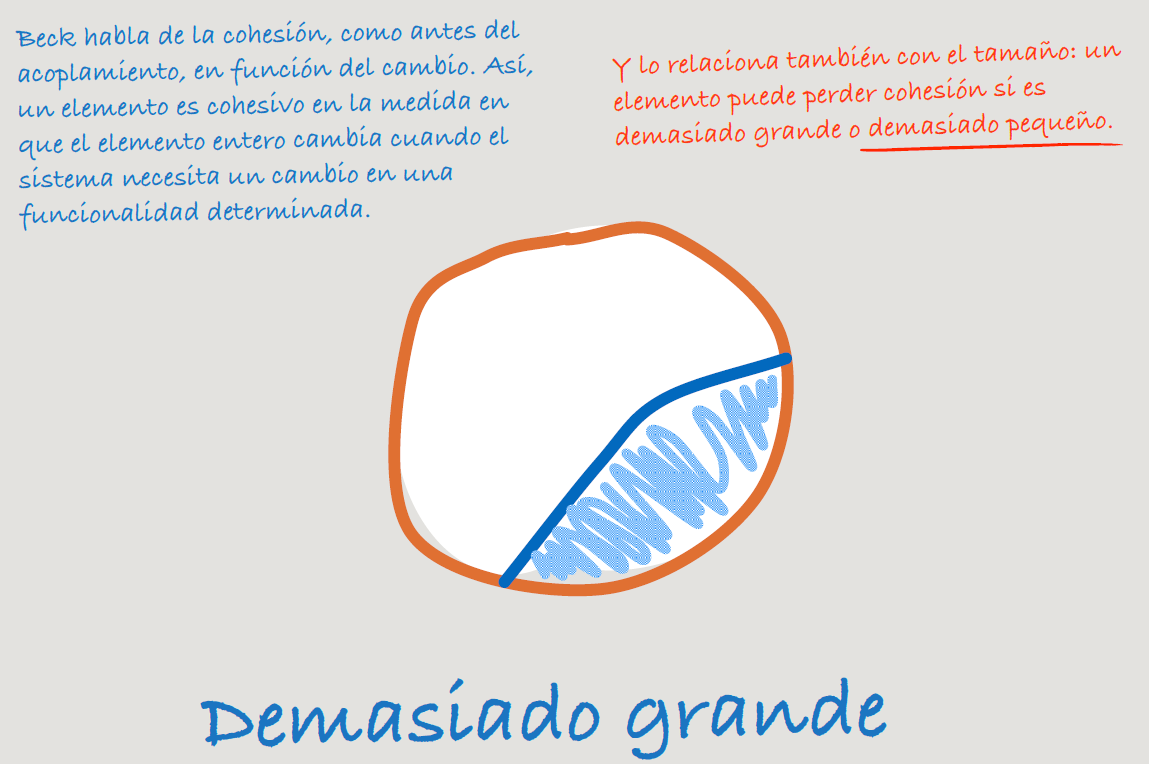 Beck habla de la cohesión, como antes del
acoplamiento, en función del cambio. Así,
un elemento es cohesivo en la medida en
que el elemento entero cambia cuando el
sistema necesita un cambio en una
funcionalidad determinada.
Y lo relaciona también con el tamaño: un
elemento puede perder cohesión si es
demasiado grande o demasiado pequeño.
Demasiado grande